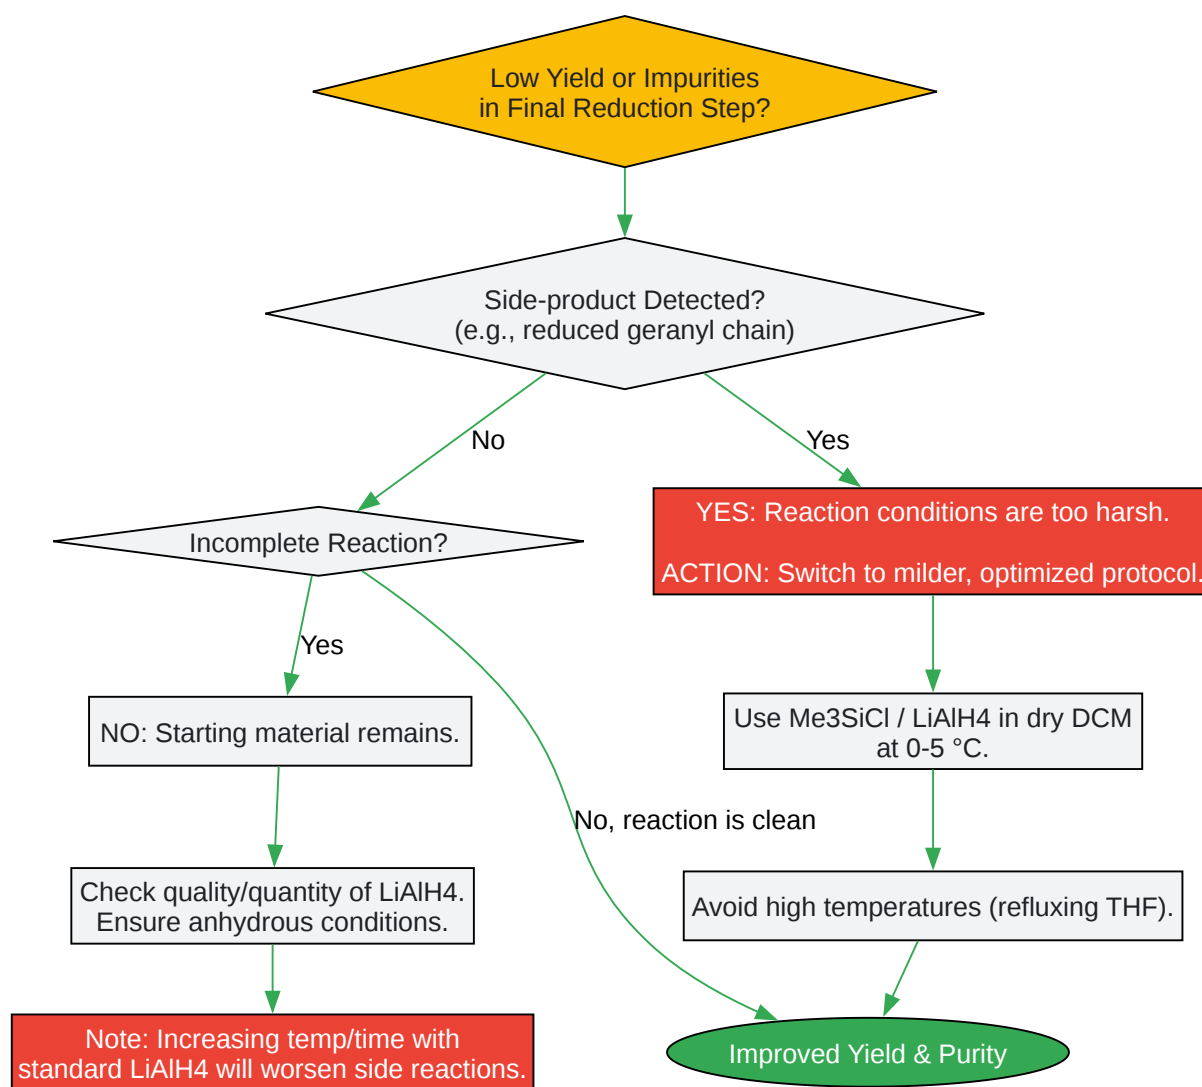 Low Yield or Impurities
in Final Reduction Step?
Side-product Detected?
(e.g., reduced geranyl chain)
No
Yes
Incomplete Reaction?
YES: Reaction conditions are too harsh.
ACTION: Switch to milder, optimized protocol.
Yes
NO: Starting material remains.
Use Me3SiCl / LiAlH4 in dry DCM
at 0-5 °C.
No, reaction is clean
Check quality/quantity of LiAlH4.
Ensure anhydrous conditions.
Avoid high temperatures (refluxing THF).
Note: Increasing temp/time with
standard LiAlH4 will worsen side reactions.
Improved Yield & Purity